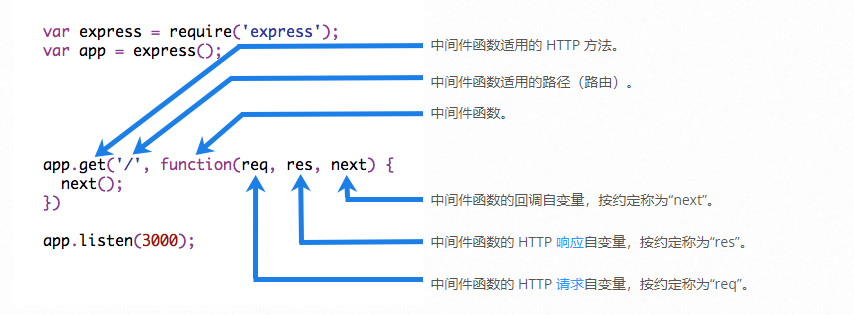 var express = require('express');
var app = express();
中间件函数适用的 HTTP 方法。
中间件函数适用的路径（路由）。
中间件函数。
app.get('/', function(req, res, next) {
next();
})
app.listen(3000);
中间件函数的回调自变量，按约定称为“next”。
中间件函数的 HTTP 响应自变量，按约定称为“res”。
中间件函数的 HTTP 请求自变量，按约定称为“req”。